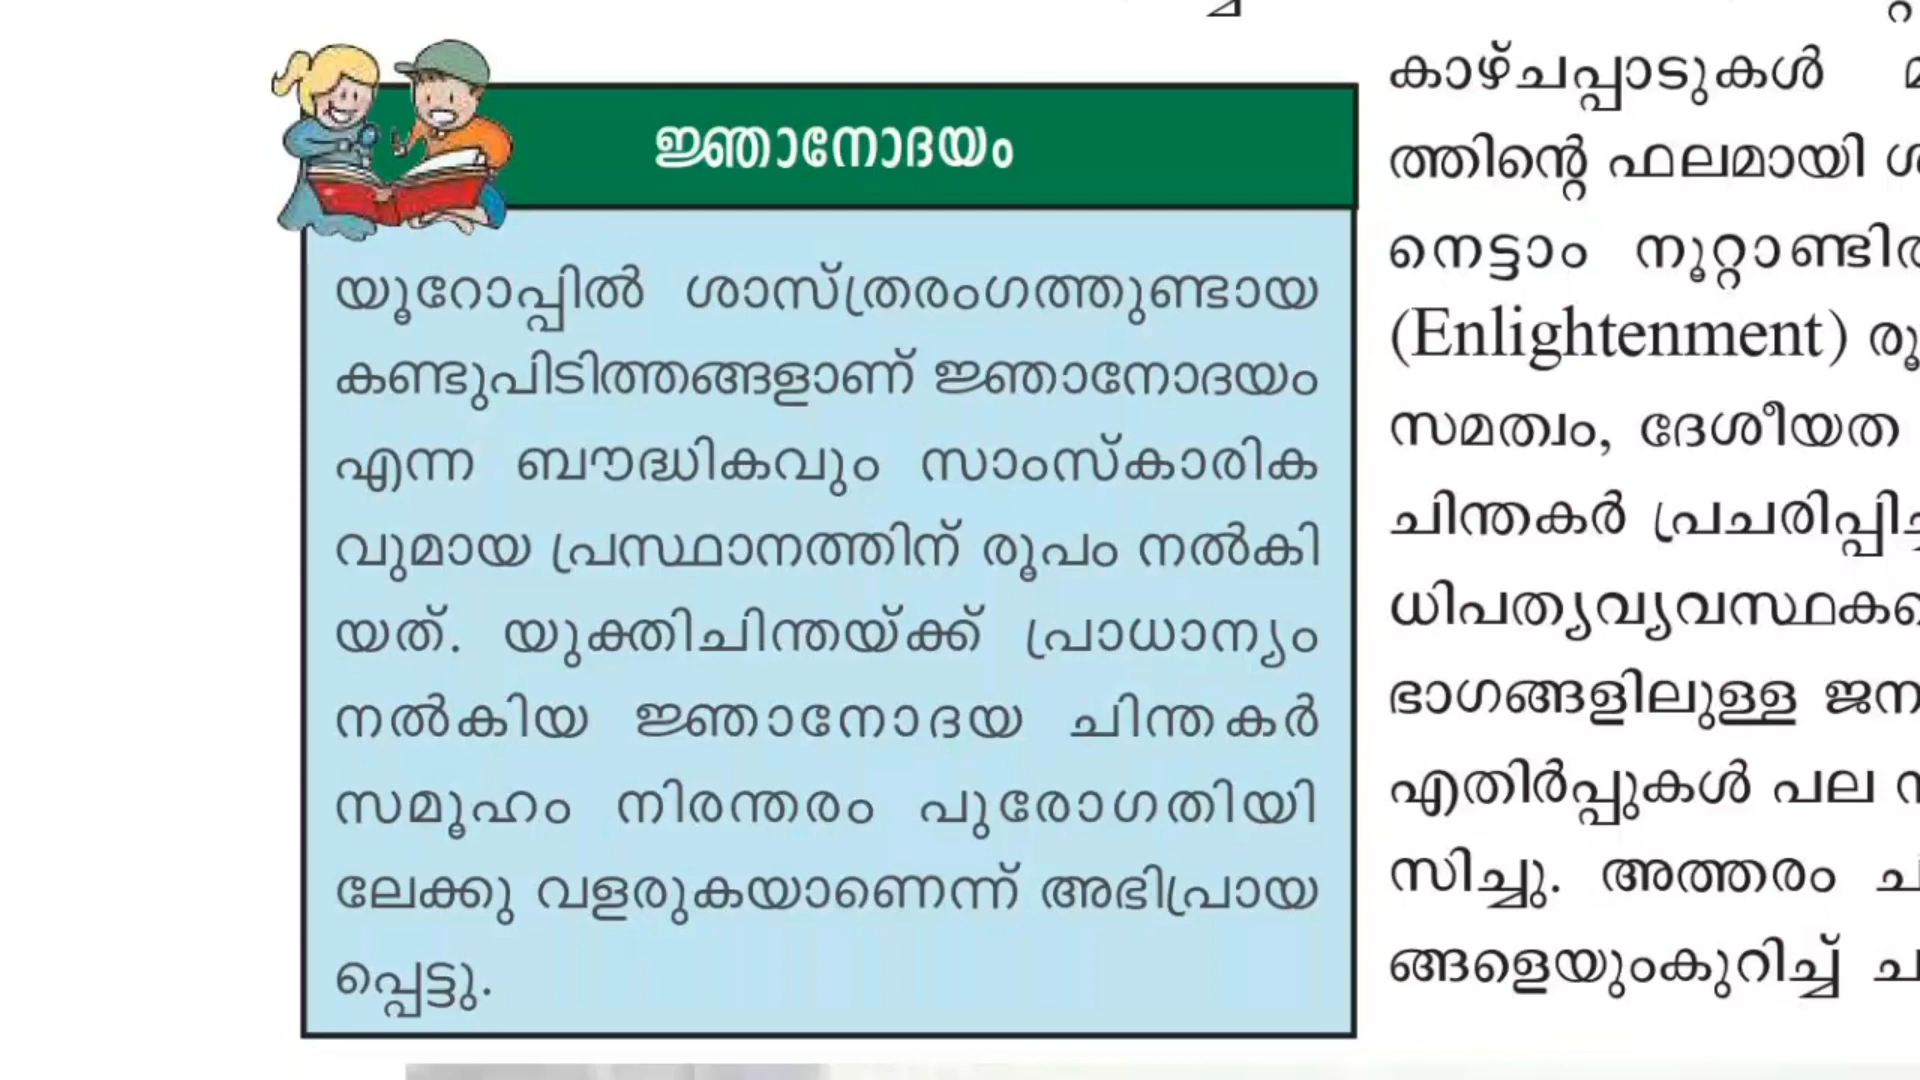 ജ്ഞാനോദയം
യൂറോപ്പിൽ ശാസ്ത്രരംഗത്തുണ്ടായ
കണ്ടുപിടിത്തങ്ങളാണ് ജ്ഞാനോദയം
എന്ന ബൗദ്ധികവും സാംസ്കാരിക
വുമായ പ്രസ്ഥാനത്തിന് രൂപം നൽകി
യത്. യുക്തിചിന്തയ്ക്ക് പ്രാധാന്യം
നൽകിയ ജ്ഞാനോദയ ചിന്തകർ
സമൂഹം നിരന്തരം പുരോഗതിയി
ലേക്കു വളരുകയാണെന്ന് അഭിപ്രായ
പ്പെട്ടു.
കാഴ്ചപ്പാടുകൾ
ത്തിന്റെ ഫലമായി
നെട്ടാം
(Enlightenment)
സമത്വം, ദേശീയത
ചിന്തകർ
ഭാഗങ്ങളിലുള്ള
എതിർപ്പുകൾ പല
സിച്ചു. അത്തരം
ങ്ങളെയുംകുറിച്ച്